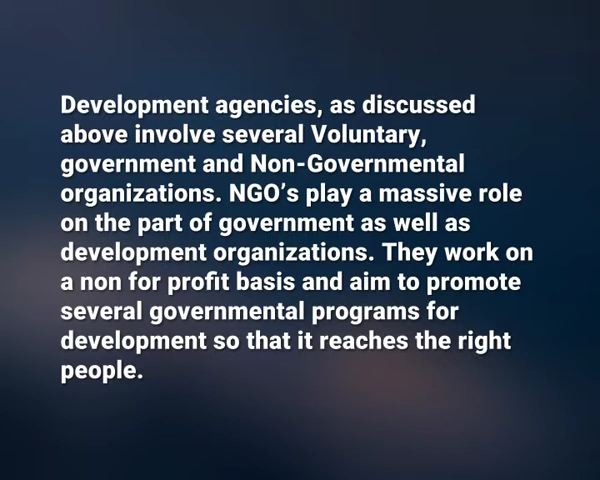 Development agencies, as discussed
above involve several Voluntary,
government and Non-Governmental
organizations. NGO’s play a massive role
on the part of government as well as
development organizations. They work on
a non for profit basis and aim to promote
several governmental programs for
development so that it reaches the right
people.